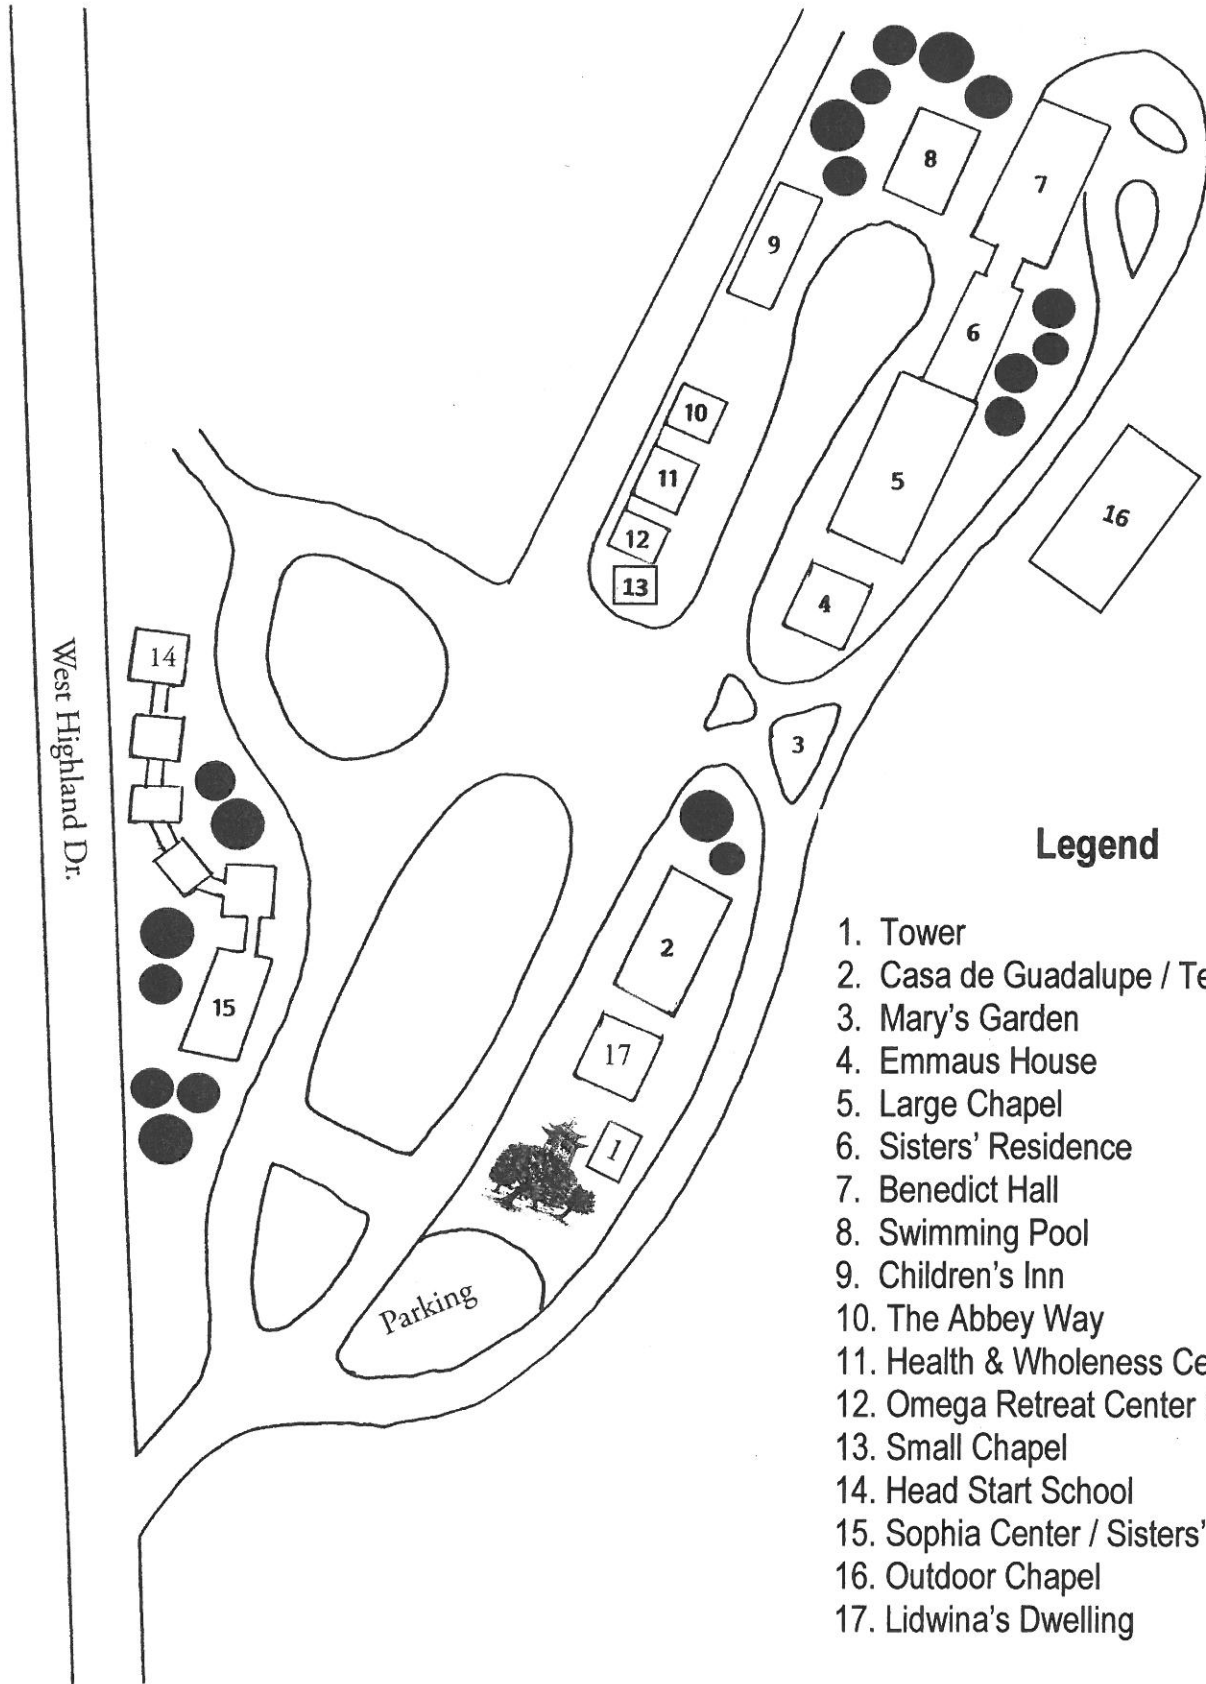 8
7
9
6
10
11
5
12
16
13
4
14
West Highland Dr.
3
2
15
17
1
Parking
Legend
1. Tower
2. Casa de Guadalupe /
3. Mary's Garden
4. Emmaus House
5. Large Chapel
6. Sisters' Residence
7. Benedict Hall
8. Swimming Pool
9. Children's Inn
10. The Abbey Way
11. Health & Wholeness
12. Omega Retreat Center
13. Small Chapel
14. Head Start School
15. Sophia Center / Sisters'
16. Outdoor Chapel
17. Lidwina's Dwelling